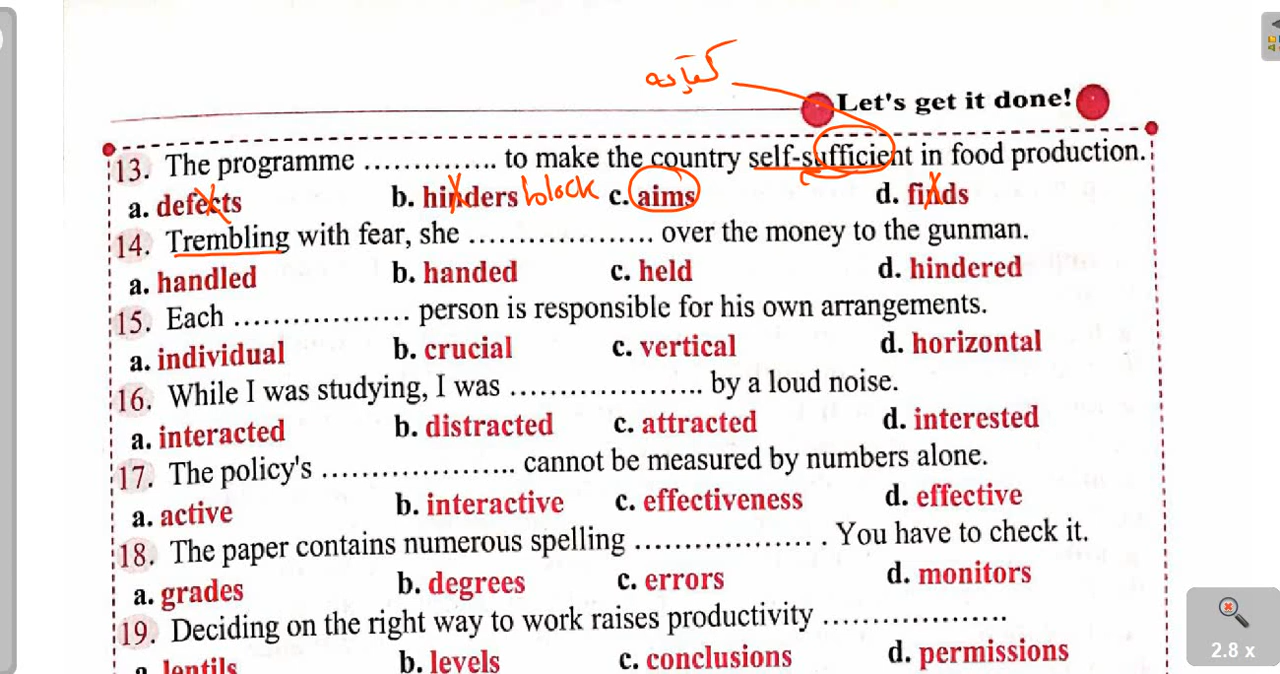 Let's get it done!
13. The programme .............. to make the country self-sufficient in food production.
a. defects b. hinders block c. aims d. finds
14. Trembling with fear, she ................... over the money to the gunman.
a. handled b. handed c. held d. hindered
15. Each .................. person is responsible for his own arrangements.
a. individual b. crucial c. vertical d. horizontal
16. While I was studying, I was .................... by a loud noise.
a. interacted b. distracted c. attracted d. interested
17. The policy's .................... cannot be measured by numbers alone.
a. active b. interactive c. effectiveness d. effective
18. The paper contains numerous spelling .................... . You have to check it.
a. grades b. degrees c. errors d. monitors
19. Deciding on the right way to work raises productivity ...................
a. lentils b. levels c. conclusions d. permissions
2.8 x